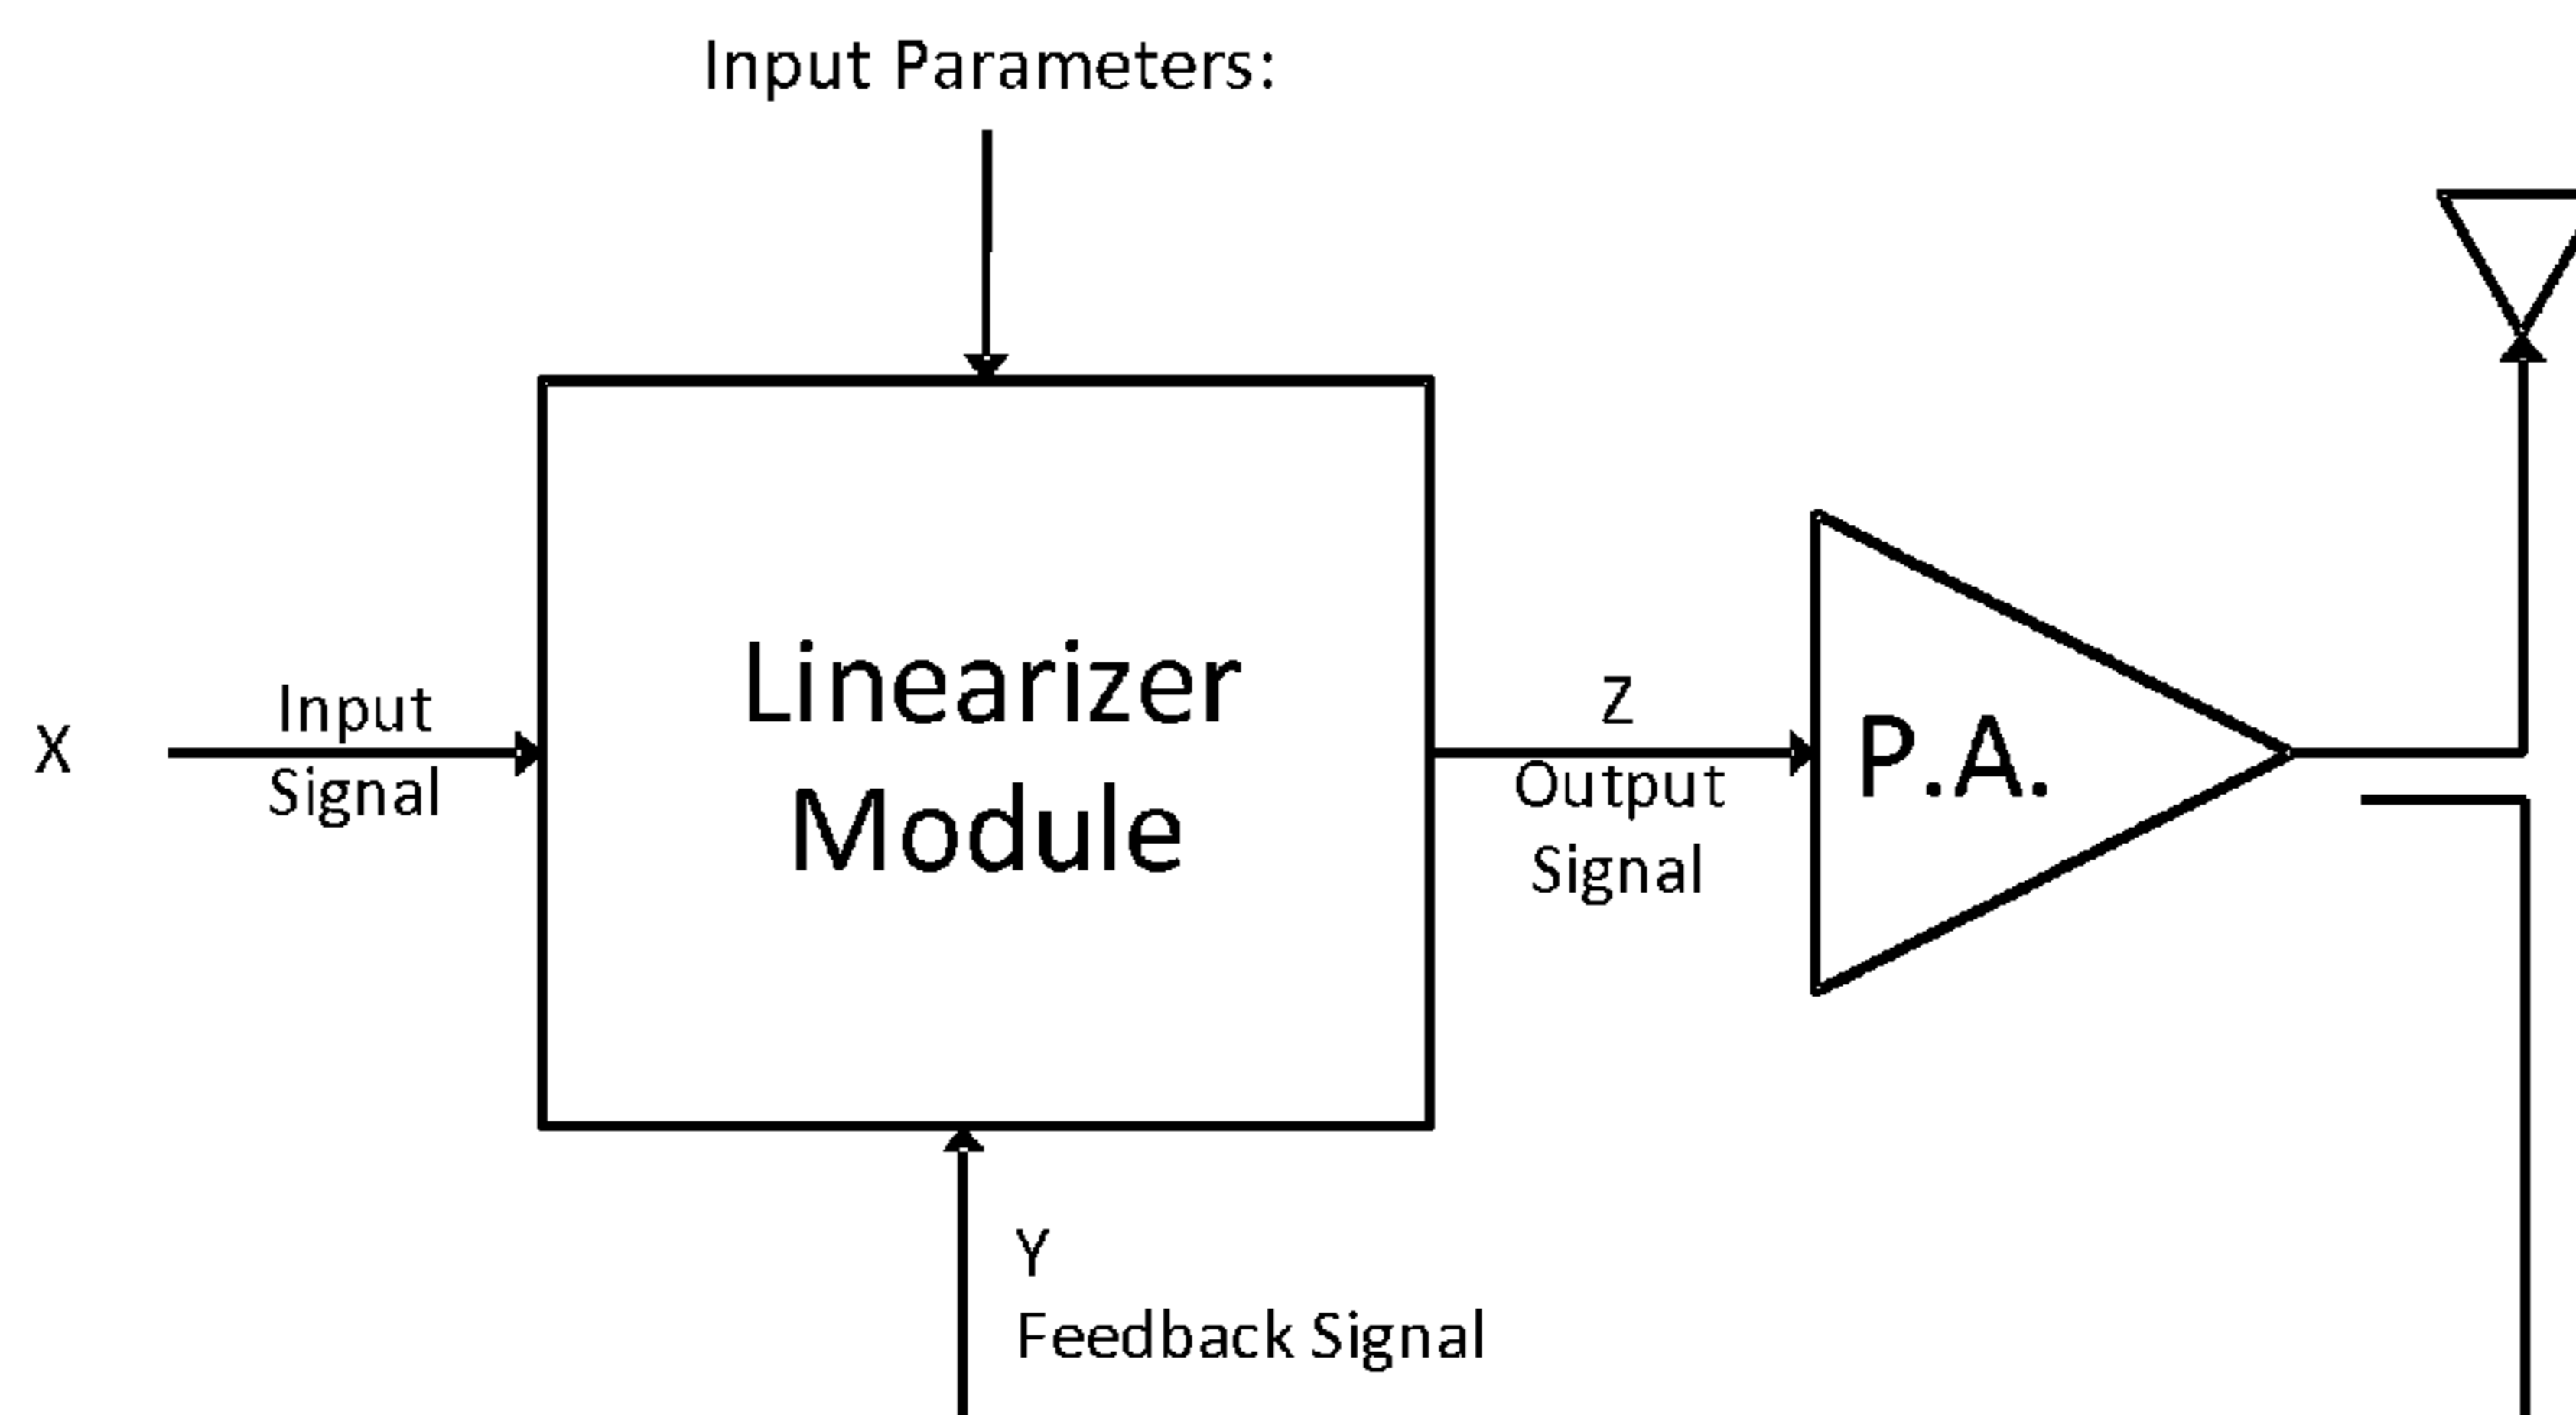 Input Parameters:
X
Input
Signal
Linearizer
Module
Z
Output
Signal
P.A.
Y
Feedback Signal